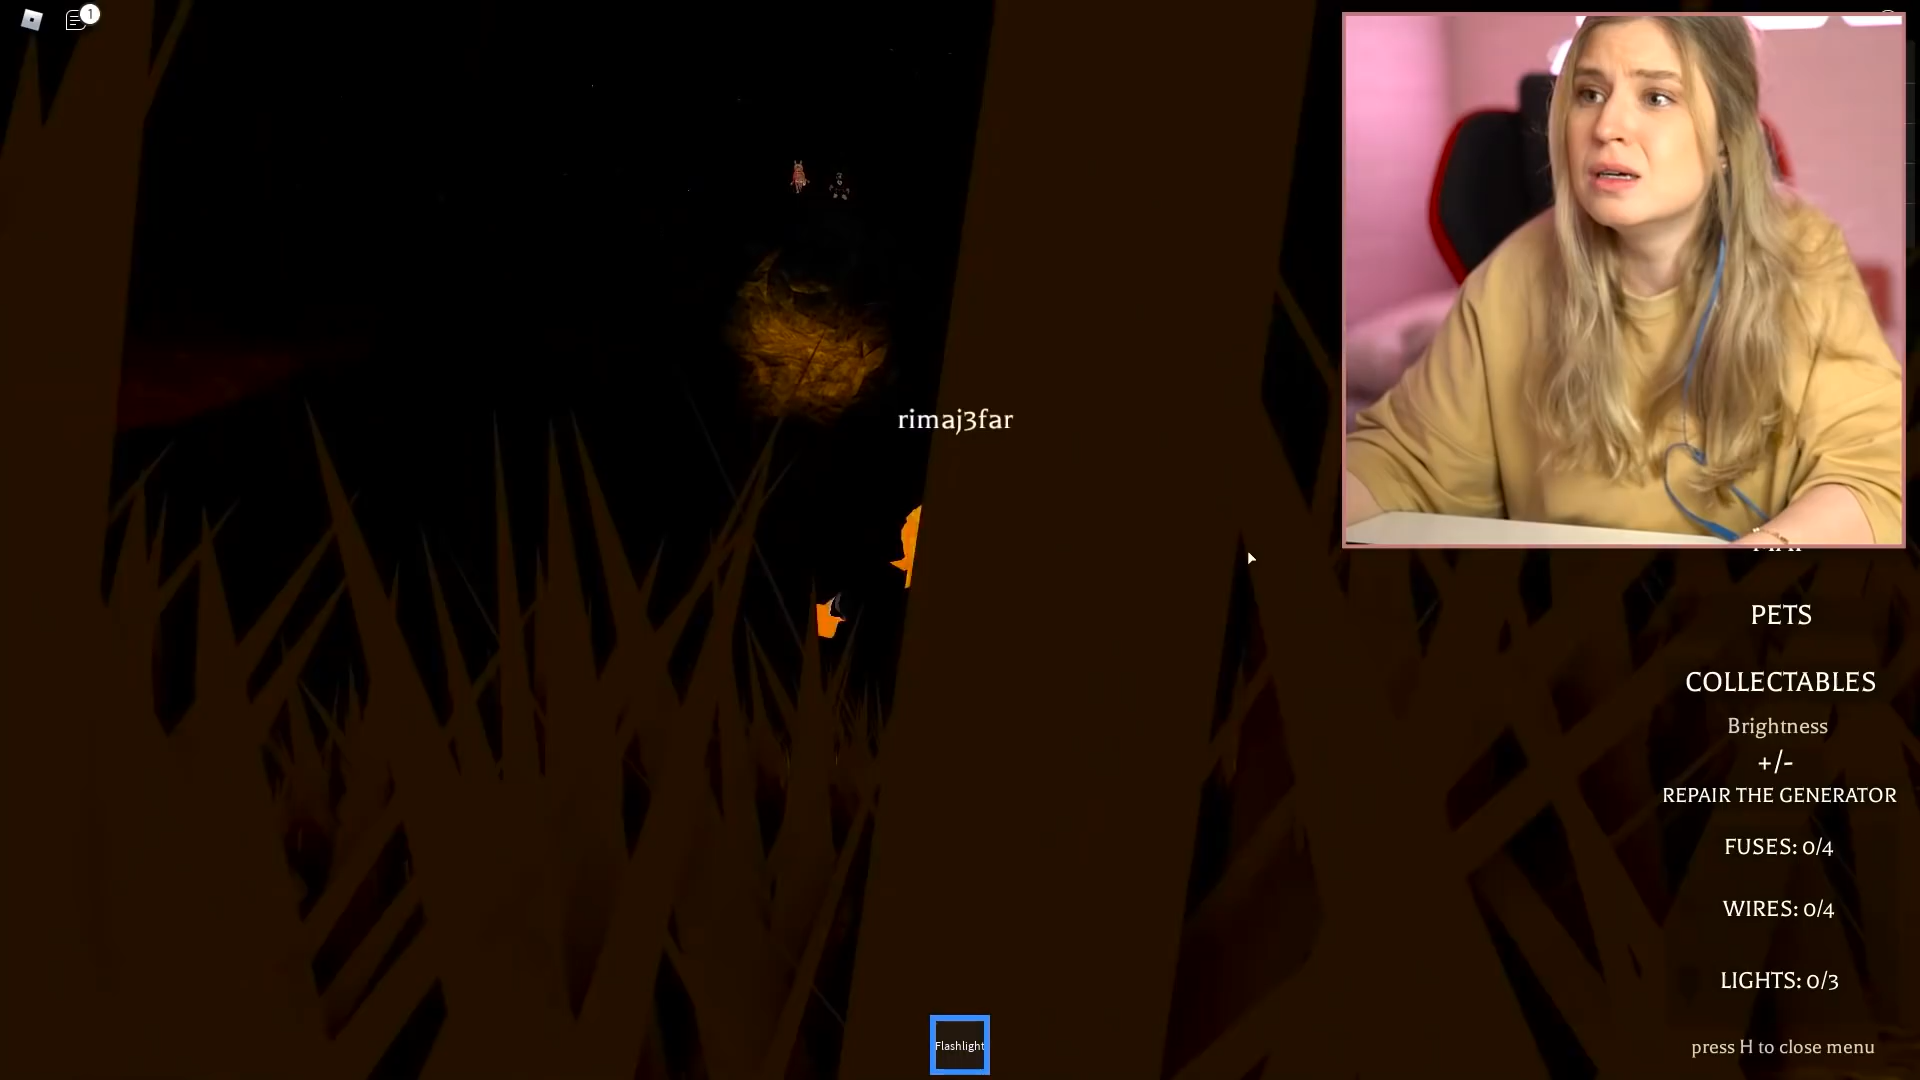 1
rimaj3far
PETS
COLLECTABLES
Brightness
+/-
REPAIR THE GENERATOR
FUSES: 0/4
WIRES: 0/4
LIGHTS: 0/3
Flashlight
press H to close menu